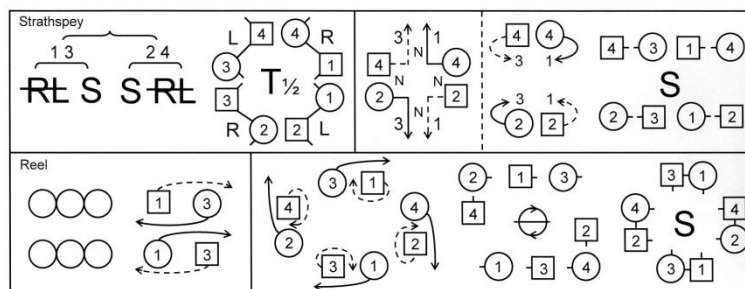 Strathspey
1 3 2 4
RL S S RL
L 4 4 R
3 1
T½
3 1
R 2 2 L
3 1
4 N N 4
N N
2 N N 2
3 1
4 4
3 1
3 1
2 2
4 3 1 4
S
2 3 1 2
Reel
1 3
1 3
3 1
4 4
2 2
3 1
2 1 3
4 2
1 3 4
3 1
4 S 4
2 2
3 1